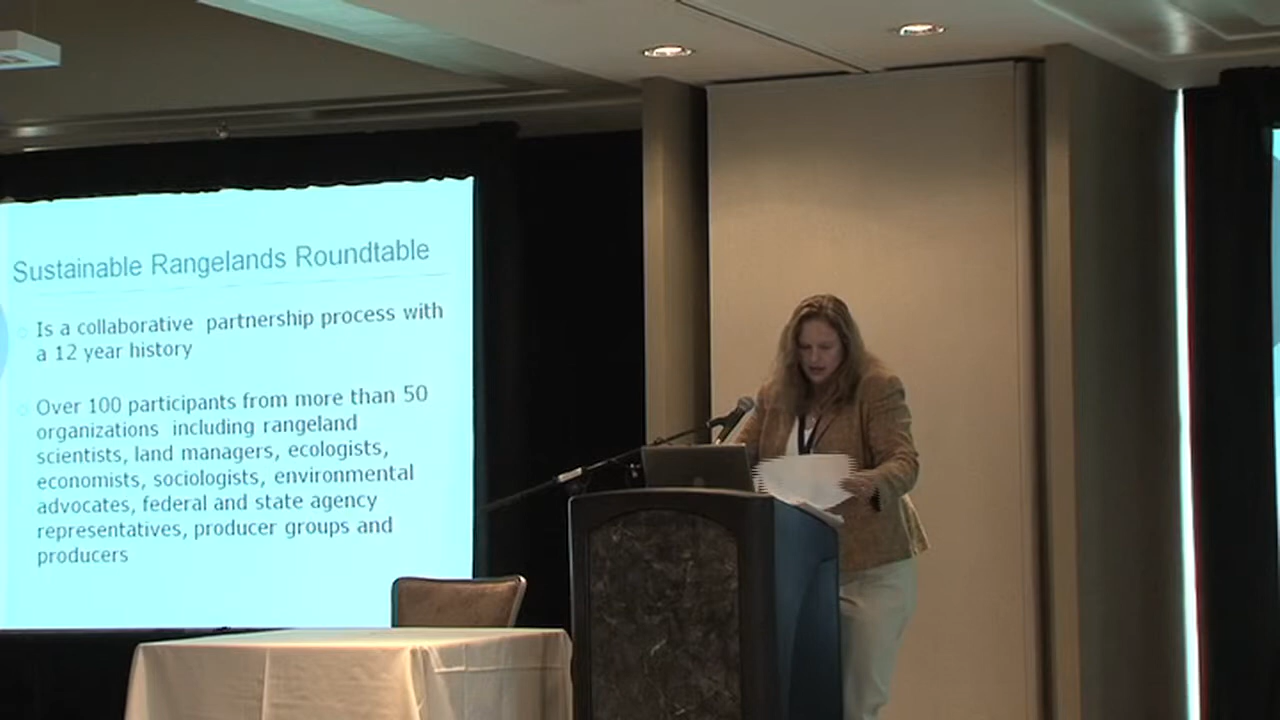 Sustainable Rangelands Roundtable
Is a collaborative partnership process with
a 12 year history
Over 100 participants from more than 50
organizations including rangeland
scientists, land managers, ecologists,
economists, sociologists, environmental
advocates, federal and state agency
representatives, producer groups and
producers